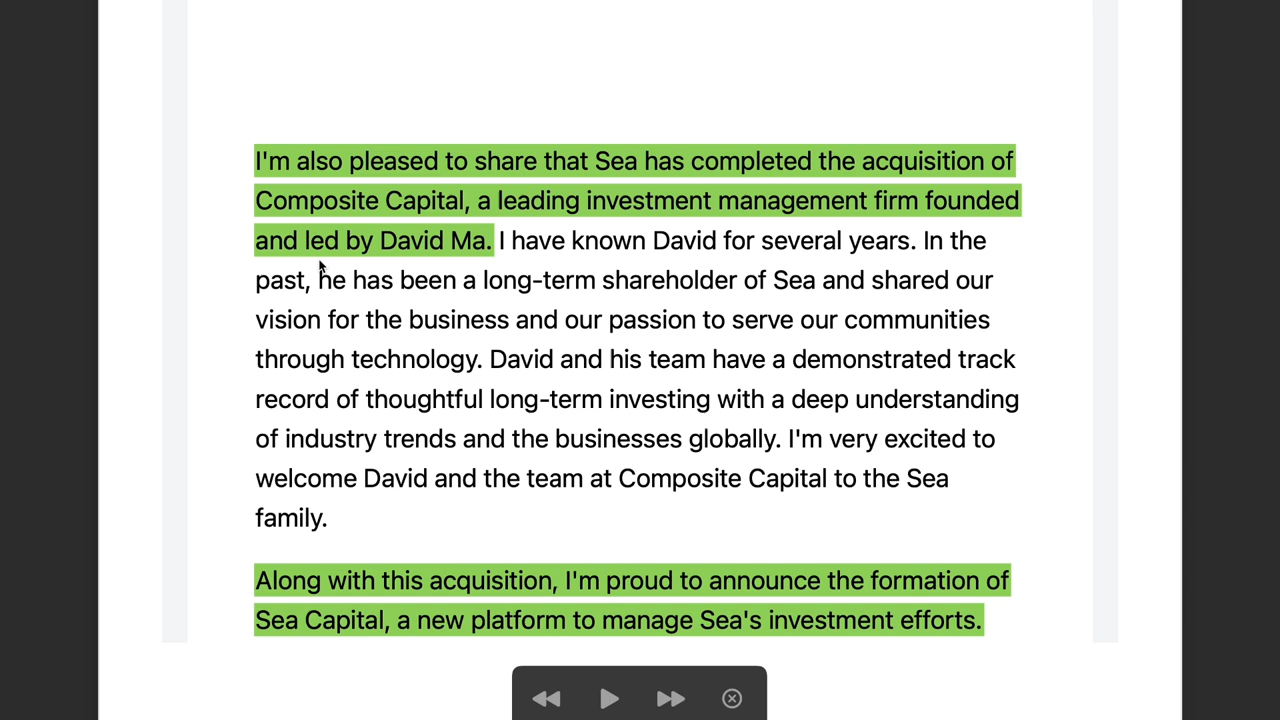 I'm also pleased to share that Sea has completed the acquisition of
Composite Capital, a leading investment management firm founded
and led by David Ma. I have known David for several years. In the
past, he has been a long-term shareholder of Sea and shared our
vision for the business and our passion to serve our communities
through technology. David and his team have a demonstrated track
record of thoughtful long-term investing with a deep understanding
of industry trends and the businesses globally. I'm very excited to
welcome David and the team at Composite Capital to the Sea
family.
Along with this acquisition, I'm proud to announce the formation of
Sea Capital, a new platform to manage Sea's investment efforts.